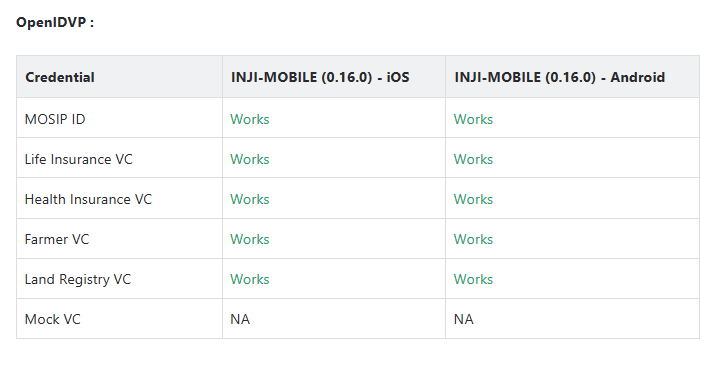 OpenIDVP :
Credential INJI-MOBILE (0.16.0) - iOS INJI-MOBILE (0.16.0) - Android
MOSIP ID Works Works
Life Insurance VC Works Works
Health Insurance VC Works Works
Farmer VC Works Works
Land Registry VC Works Works
Mock VC NA NA